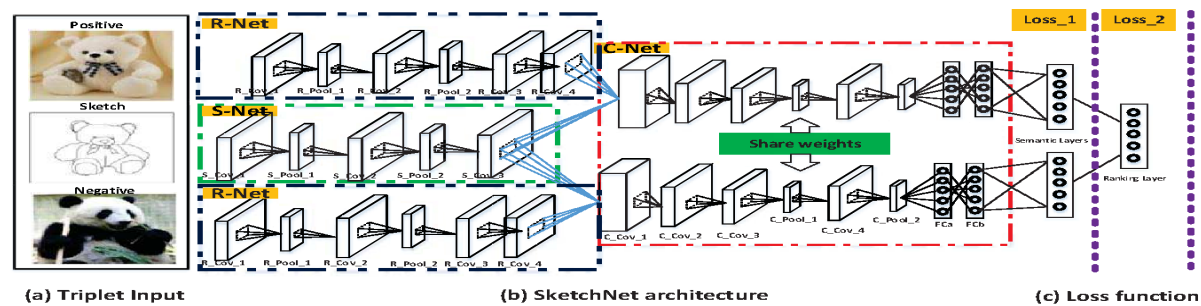 Positive
Sketch
Negative
R-Net
R_Cov_1 R_Pool_1 R_Cov_2 R_Pool_2 R_Cov_3 R_Cov_4
S-Net
S_Cov_1 S_Pool_1 S_Cov_2 S_Pool_2 S_Cov_3
R-Net
R_Cov_1 R_Pool_1 R_Cov_2 R_Pool_2 R_Cov_3 R_Cov_4
C-Net
Share weights
C_Cov_1 C_Cov_2 C_Cov_3 C_Pool_1 C_Cov_4 C_Pool_2 FCa FCb
Loss_1 Loss_2
Semantic Layers
Ranking Layer
(a) Triplet Input (b) SketchNet architecture (c) Loss function